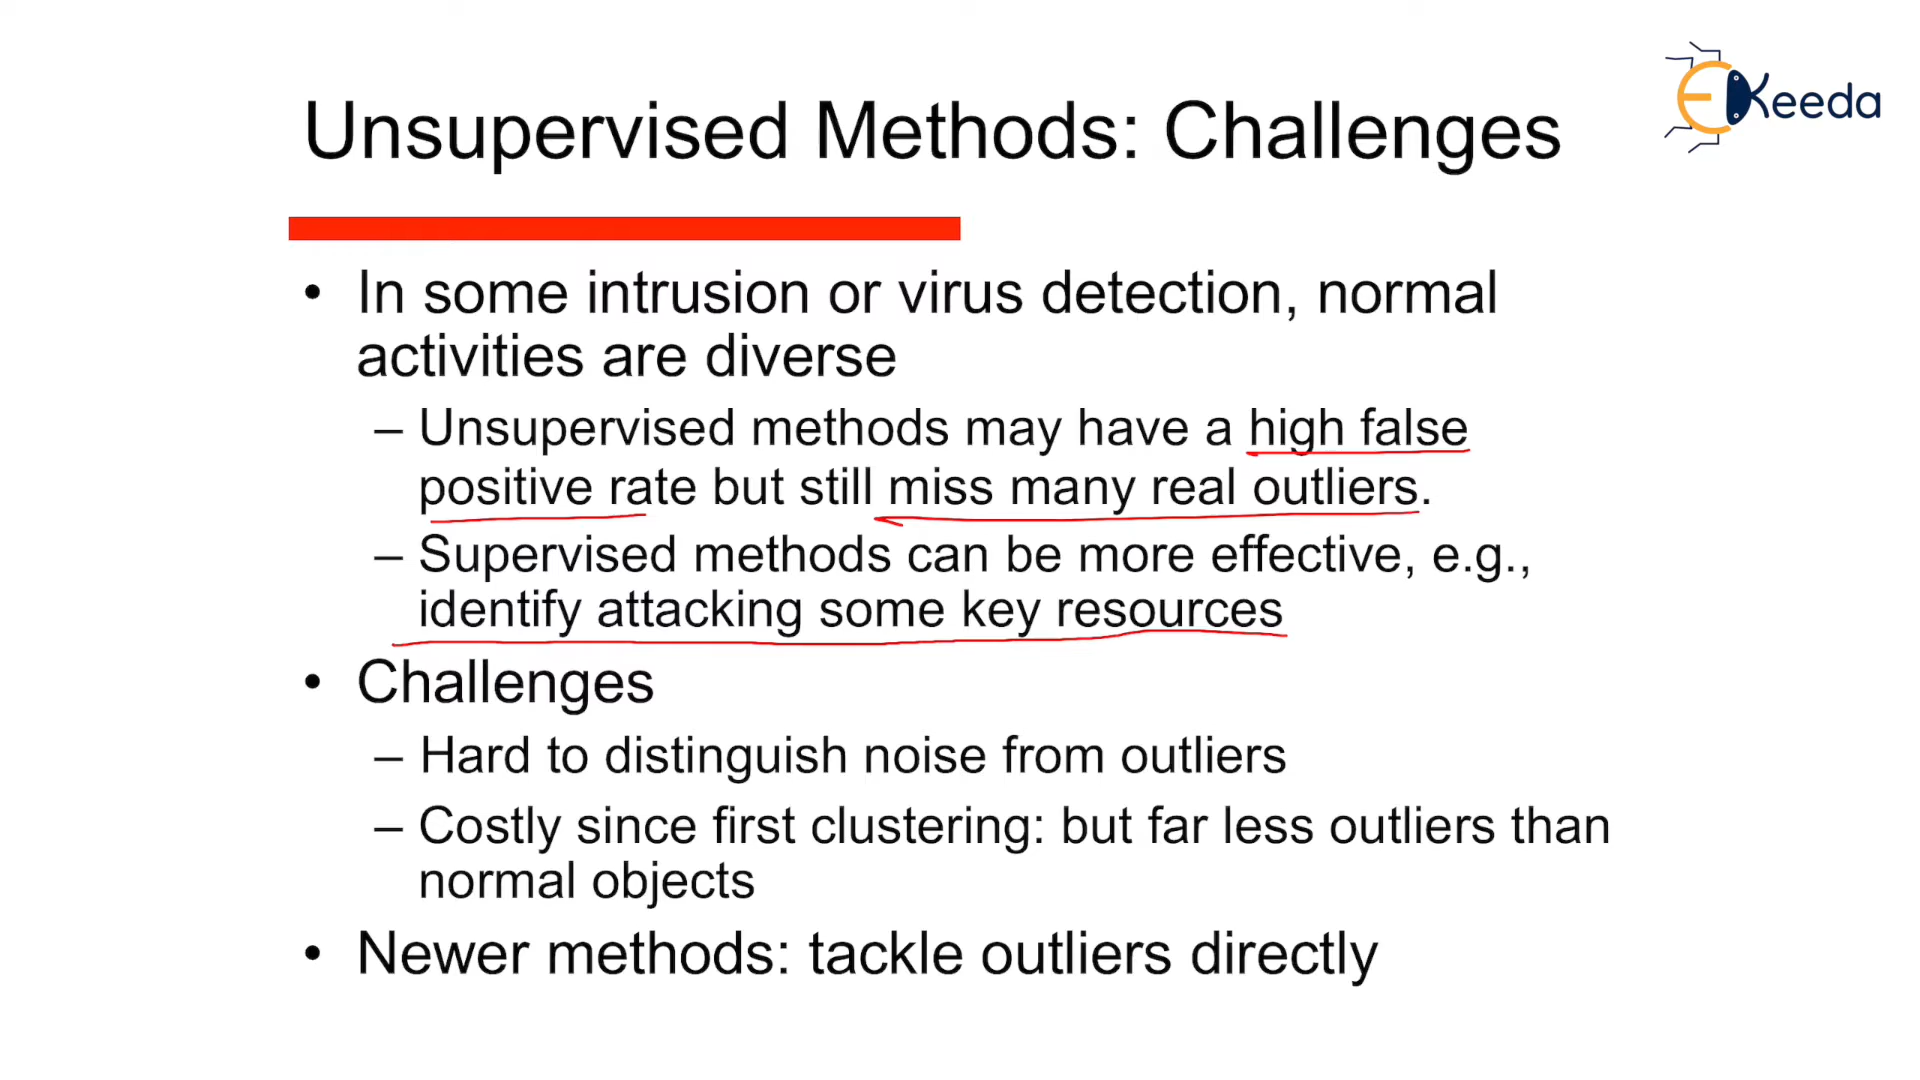 EKeeda
Unsupervised Methods: Challenges
• In some intrusion or virus detection, normal
activities are diverse
– Unsupervised methods may have a high false
positive rate but still miss many real outliers.
– Supervised methods can be more effective, e.g.,
identify attacking some key resources
• Challenges
– Hard to distinguish noise from outliers
– Costly since first clustering: but far less outliers than
normal objects
• Newer methods: tackle outliers directly